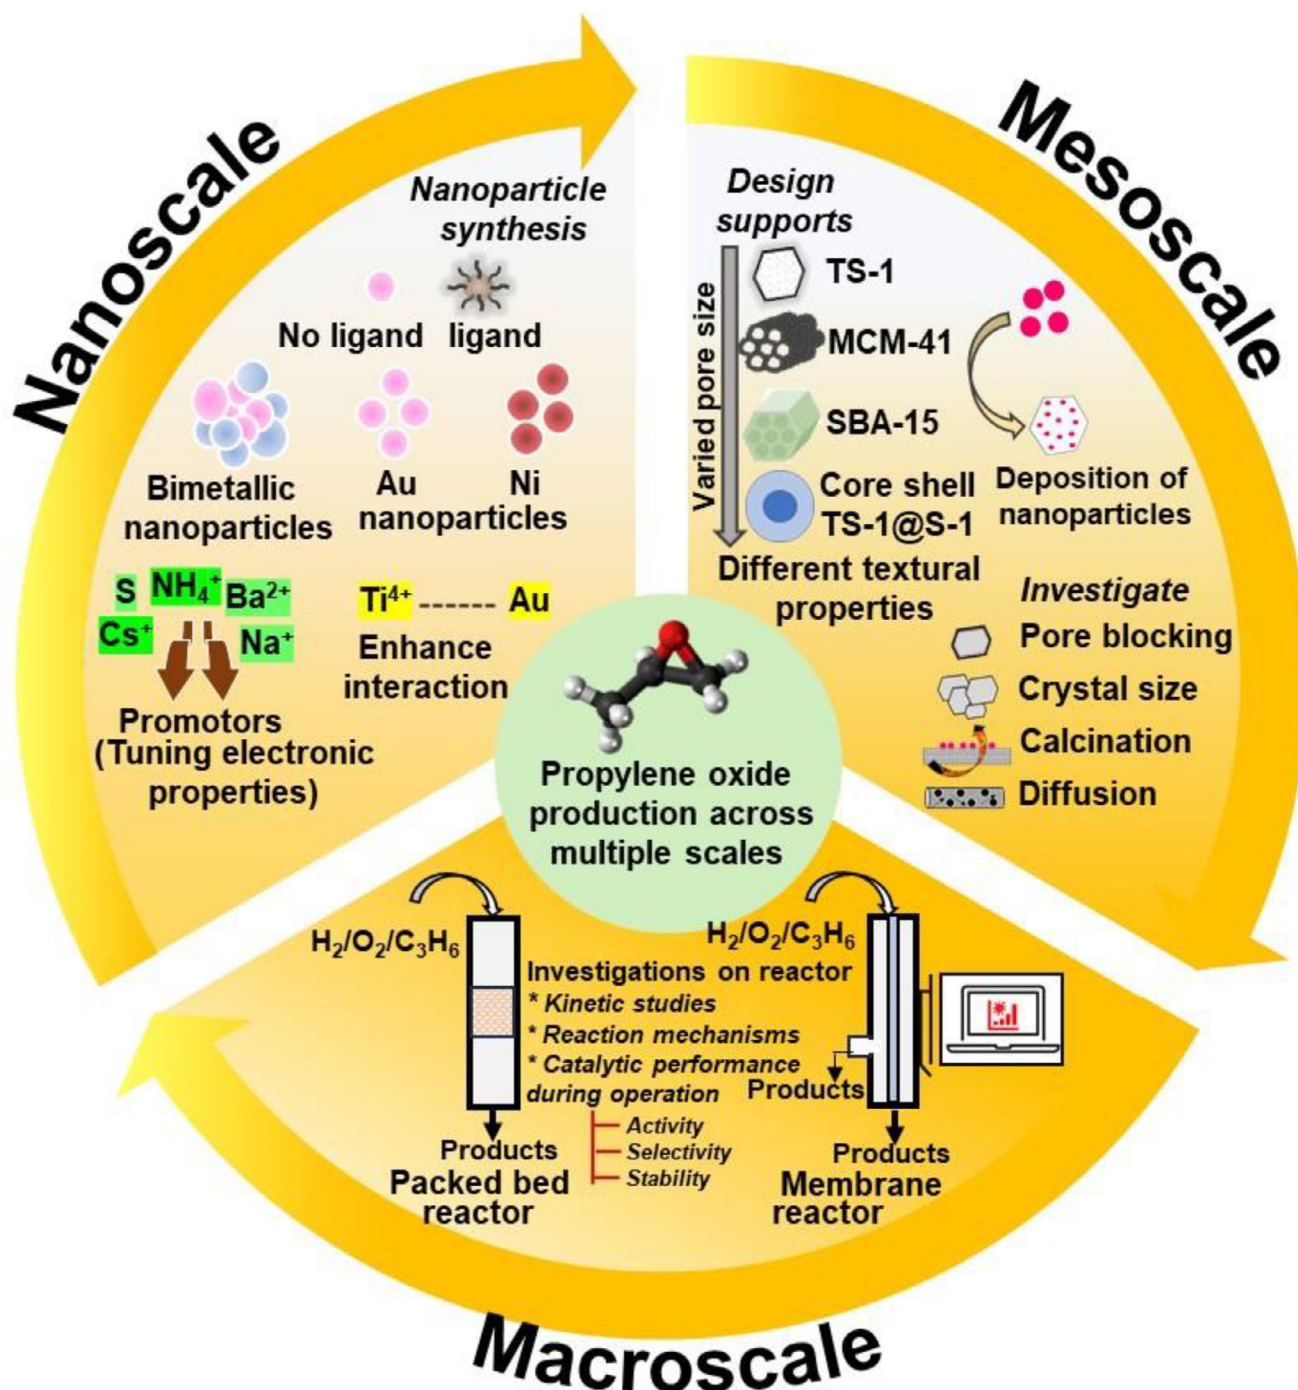 Nanoscale
Nanoparticle
synthesis
No ligand
ligand
Bimetallic
nanoparticles
Au
Ni
nanoparticles
S
NH₄⁺
Ba²⁺
Cs⁺
Na⁺
Promotors
(Tuning electronic
properties)
Ti⁴⁺ ------ Au
Enhance
interaction
Mesoscale
Design
supports
Varied pore size
TS-1
MCM-41
SBA-15
Core shell
TS-1@S-1
Different textural
properties
Deposition of
nanoparticles
Investigate
Pore blocking
Crystal size
Calcination
Diffusion
Propylene oxide
production across
multiple scales
H₂/O₂/C₃H₆
Investigations on reactor
* Kinetic studies
* Reaction mechanisms
* Catalytic performance
during operation
Activity
Selectivity
Stability
Products
Packed bed
reactor
H₂/O₂/C₃H₆
Products
Products
Membrane
reactor
Macroscale